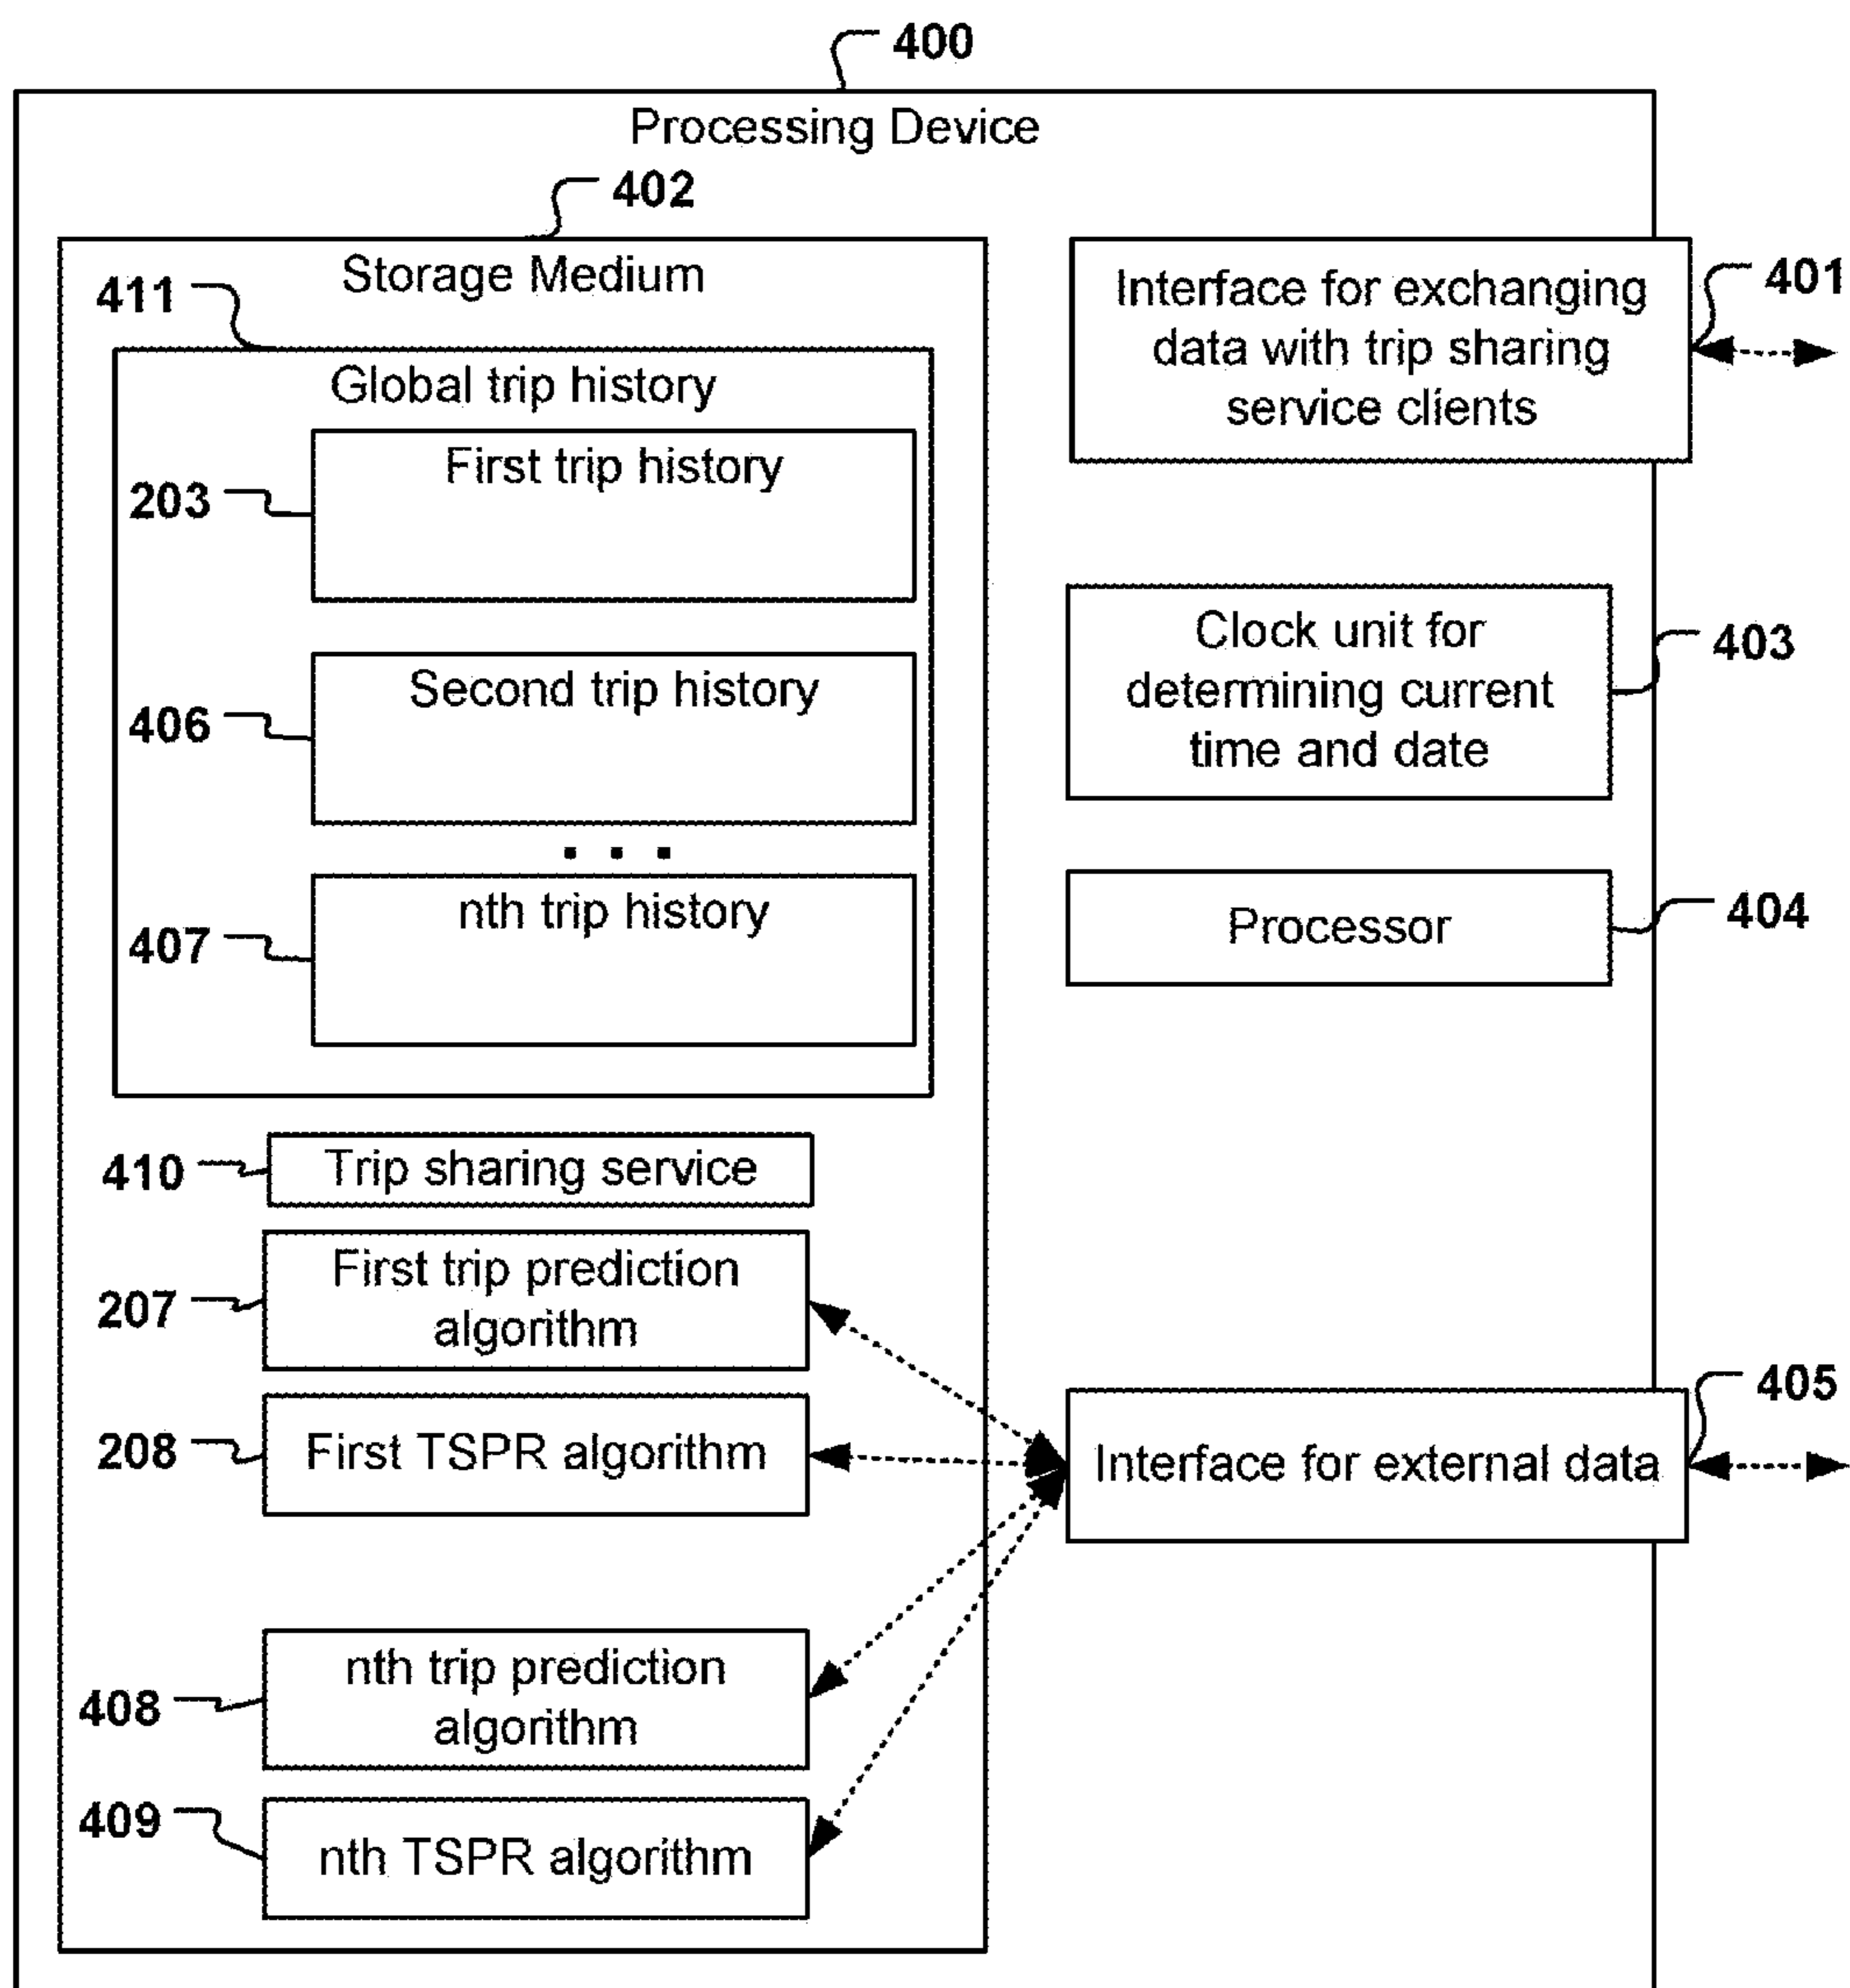 400
Processing Device
402
Storage Medium
411
Global trip history
First trip history
203
Second trip history
406
. . .
nth trip history
407
410
Trip sharing service
First trip prediction
algorithm
207
208
First TSPR algorithm
nth trip prediction
algorithm
408
409
nth TSPR algorithm
Interface for exchanging
data with trip sharing
service clients
401
Clock unit for
determining current
time and date
403
Processor
404
405
Interface for external data